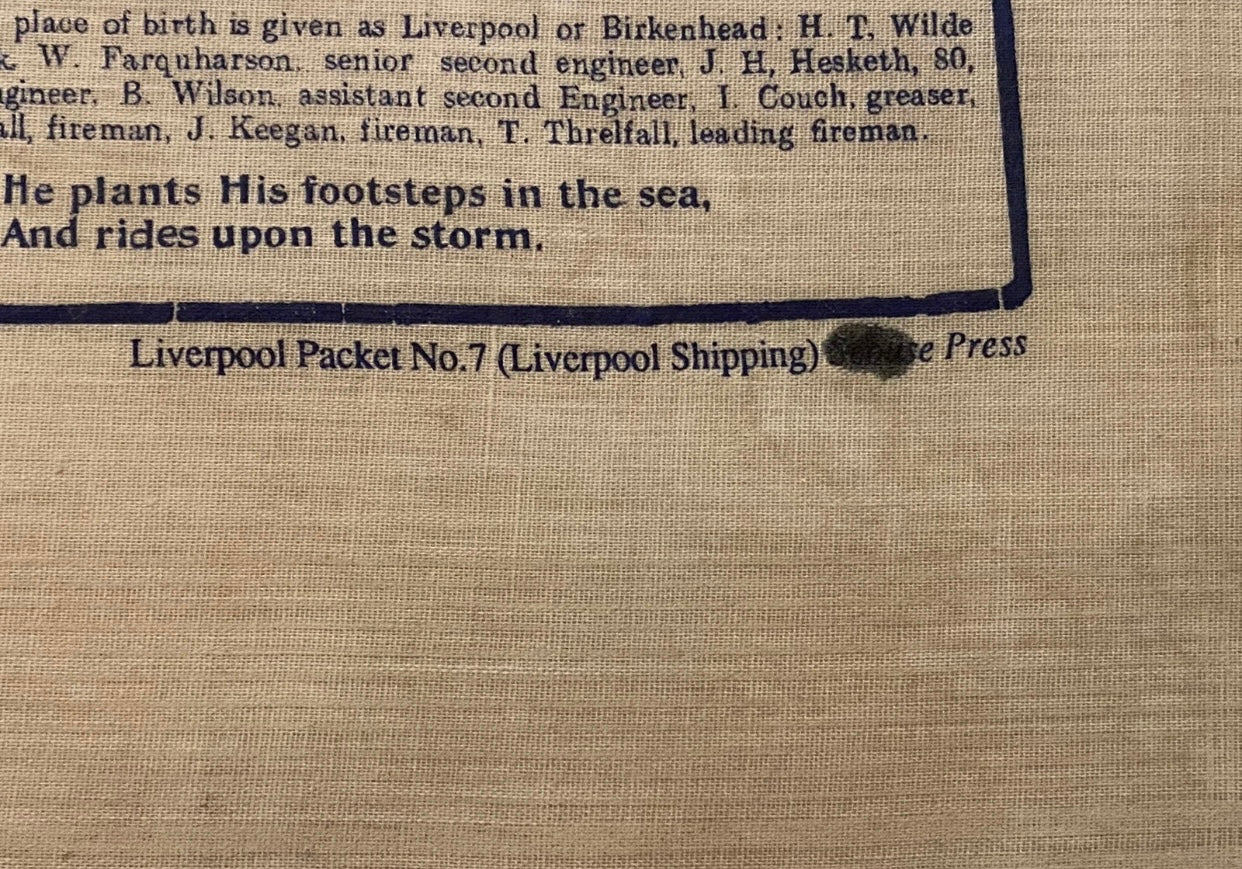 place of birth is given as Liverpool or Birkenhead: H. T. Wilde
W. Farquharson. senior second engineer, J. H, Hesketh, 80,
gineer. B. Wilson, assistant second Engineer, I. Couch, greaser,
all, fireman, J. Keegan, fireman, T. Threlfall, leading fireman.
He plants His footsteps in the sea,
And rides upon the storm.
Liverpool Packet No.7 (Liverpool Shipping) Press